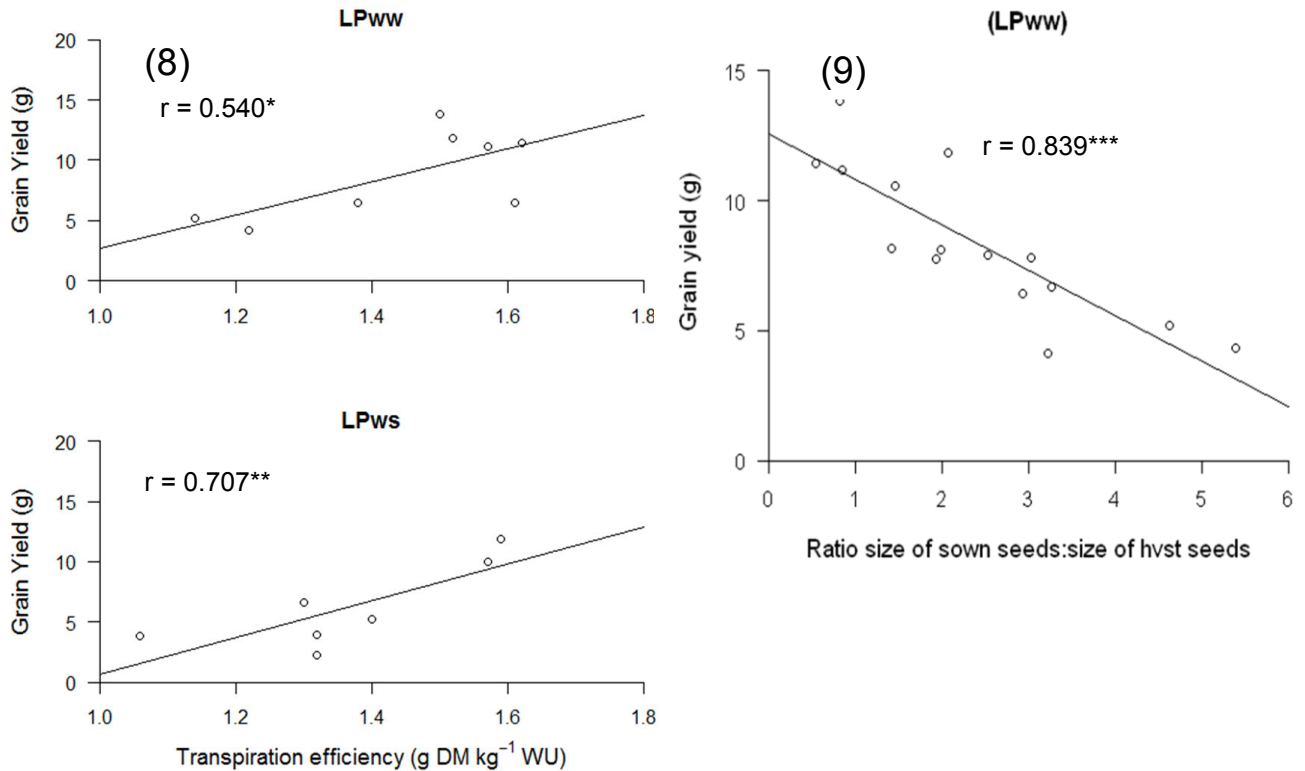 LPww
(8)
r = 0.540*
Grain Yield (g)
20
15
10
5
0
1.0 1.2 1.4 1.6 1.8
LPws
r = 0.707**
Grain Yield (g)
20
15
10
5
0
1.0 1.2 1.4 1.6 1.8
Transpiration efficiency (g DM kg⁻¹ WU)
(LPww)
(9)
r = 0.839***
Grain yield (g)
15
10
5
0
0 1 2 3 4 5 6
Ratio size of sown seeds:size of hvst seeds